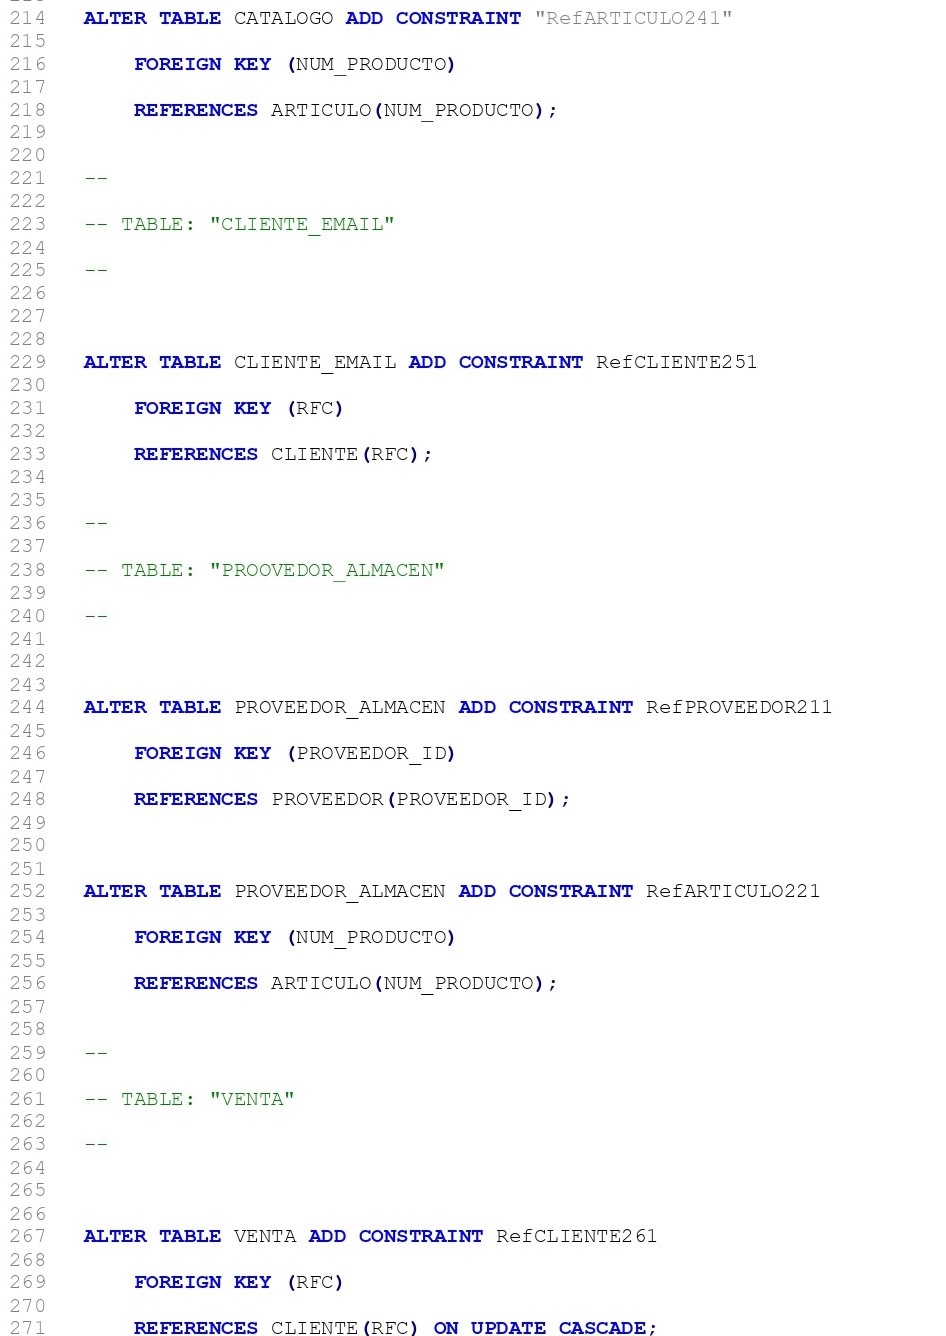 214 ALTER TABLE CATALOGO ADD CONSTRAINT "RefARTICULO241"
215
216 FOREIGN KEY (NUM_PRODUCTO)
217
218 REFERENCES ARTICULO(NUM_PRODUCTO);
219
220
221 --
222
223 -- TABLE: "CLIENTE_EMAIL"
224
225 --
226
227
228
229 ALTER TABLE CLIENTE_EMAIL ADD CONSTRAINT RefCLIENTE251
230
231 FOREIGN KEY (RFC)
232
233 REFERENCES CLIENTE(RFC);
234
235
236 --
237
238 -- TABLE: "PROOVEDOR_ALMACEN"
239
240 --
241
242
243
244 ALTER TABLE PROVEEDOR_ALMACEN ADD CONSTRAINT RefPROVEEDOR211
245
246 FOREIGN KEY (PROVEEDOR_ID)
247
248 REFERENCES PROVEEDOR(PROVEEDOR_ID);
249
250
251
252 ALTER TABLE PROVEEDOR_ALMACEN ADD CONSTRAINT RefARTICULO221
253
254 FOREIGN KEY (NUM_PRODUCTO)
255
256 REFERENCES ARTICULO(NUM_PRODUCTO);
257
258
259 --
260
261 -- TABLE: "VENTA"
262
263 --
264
265
266
267 ALTER TABLE VENTA ADD CONSTRAINT RefCLIENTE261
268
269 FOREIGN KEY (RFC)
270
271 REFERENCES CLIENTE(RFC) ON UPDATE CASCADE;